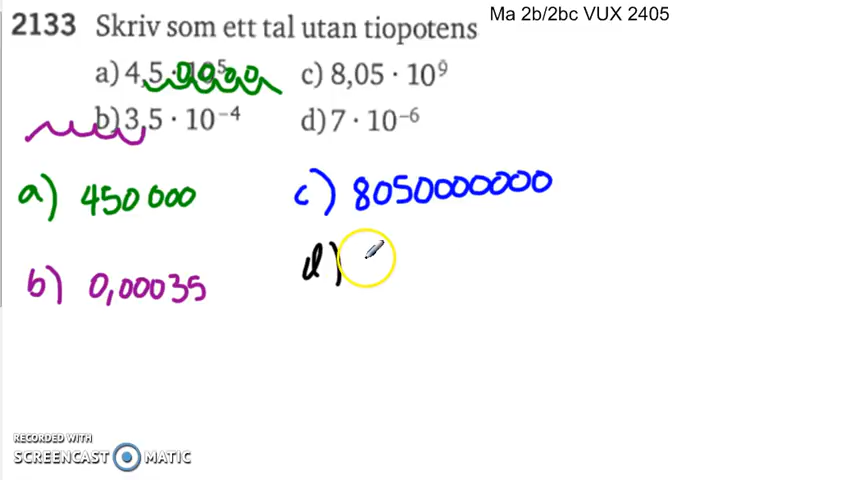 Ma 2b/2bc VUX 2405
2133 Skriv som ett tal utan tiopotens
a) 4,5 · 10⁵ c) 8,05 · 10⁹
b) 3,5 · 10⁻⁴ d) 7 · 10⁻⁶
a) 450 000 c) 8050000000
b) 0,00035 d)
RECORDED WITH
SCREENCAST MATIC